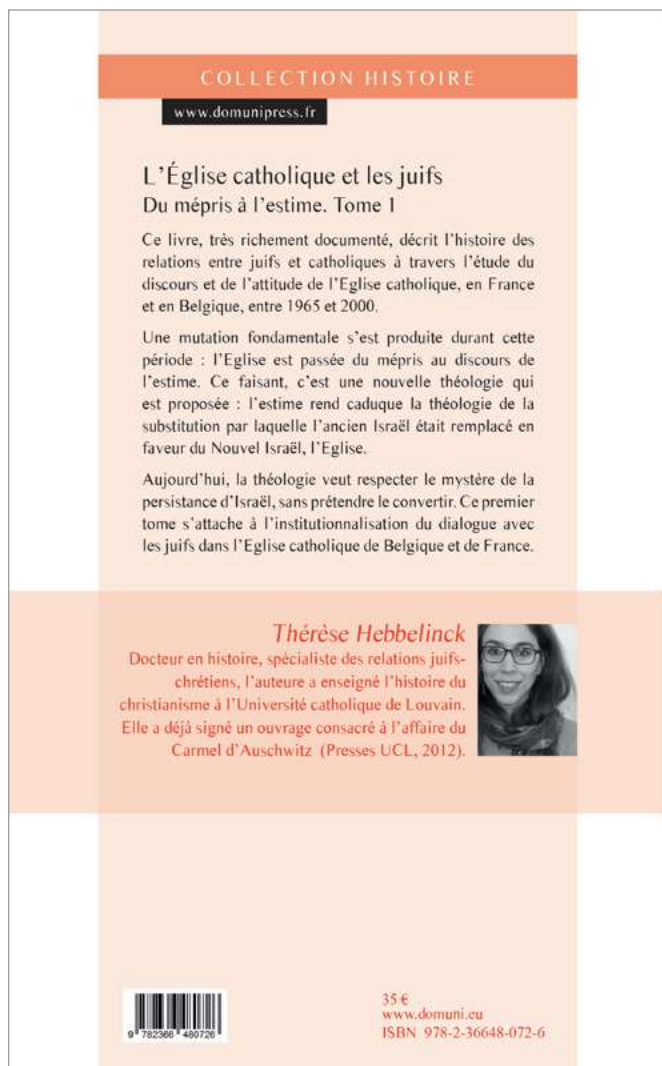 COLLECTION HISTOIRE
www.domunipress.fr
L'Église catholique et les juifs
Du mépris à l'estime. Tome 1
Ce livre, très richement documenté, décrit l'histoire des
relations entre juifs et catholiques à travers l'étude du
discours et de l'attitude de l'Eglise catholique, en France
et en Belgique, entre 1965 et 2000.
Une mutation fondamentale s'est produite durant cette
période : l'Eglise est passée du mépris au discours de
l'estime. Ce faisant, c'est une nouvelle théologie qui
est proposée : l'estime rend caduque la théologie de la
substitution par laquelle l'ancien Israël était remplacé en
faveur du Nouvel Israël, l'Eglise.
Aujourd'hui, la théologie veut respecter le mystère de la
persistance d'Israël, sans prétendre le convertir. Ce premier
tome s'attache à l'institutionnalisation du dialogue avec
les juifs dans l'Eglise catholique de Belgique et de France.
Thérèse Hebbelinck
Docteur en histoire, spécialiste des relations juifs-
chrétiens, l'auteure a enseigné l'histoire du
christianisme à l'Université catholique de Louvain.
Elle a déjà signé un ouvrage consacré à l'affaire du
Carmel d'Auschwitz (Presses UCL, 2012).
9 782366 480726
35 €
www.domuni.eu
ISBN 978-2-36648-072-6